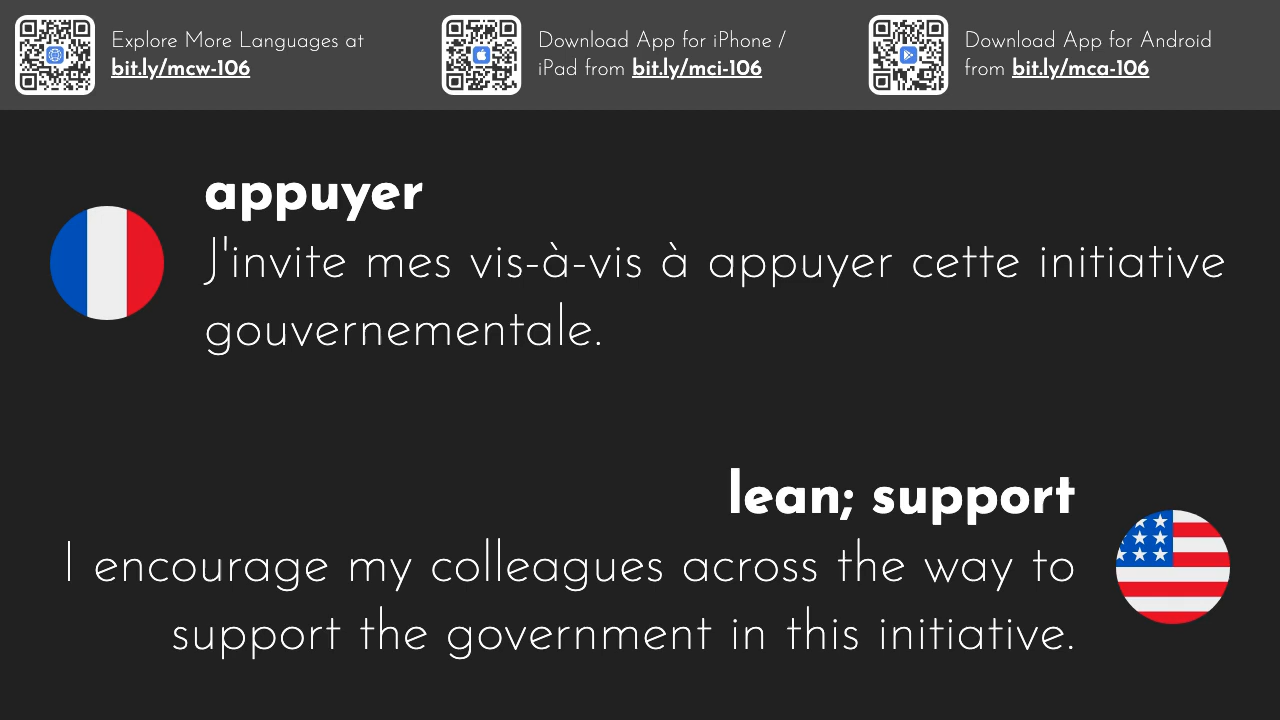 Explore More Languages at
bit.ly/mcw-106
Download App for iPhone /
iPad from bit.ly/mci-106
Download App for Android
from bit.ly/mca-106
appuyer
J'invite mes vis-à-vis à appuyer cette initiative
gouvernementale.
lean; support
I encourage my colleagues across the way to
support the government in this initiative.